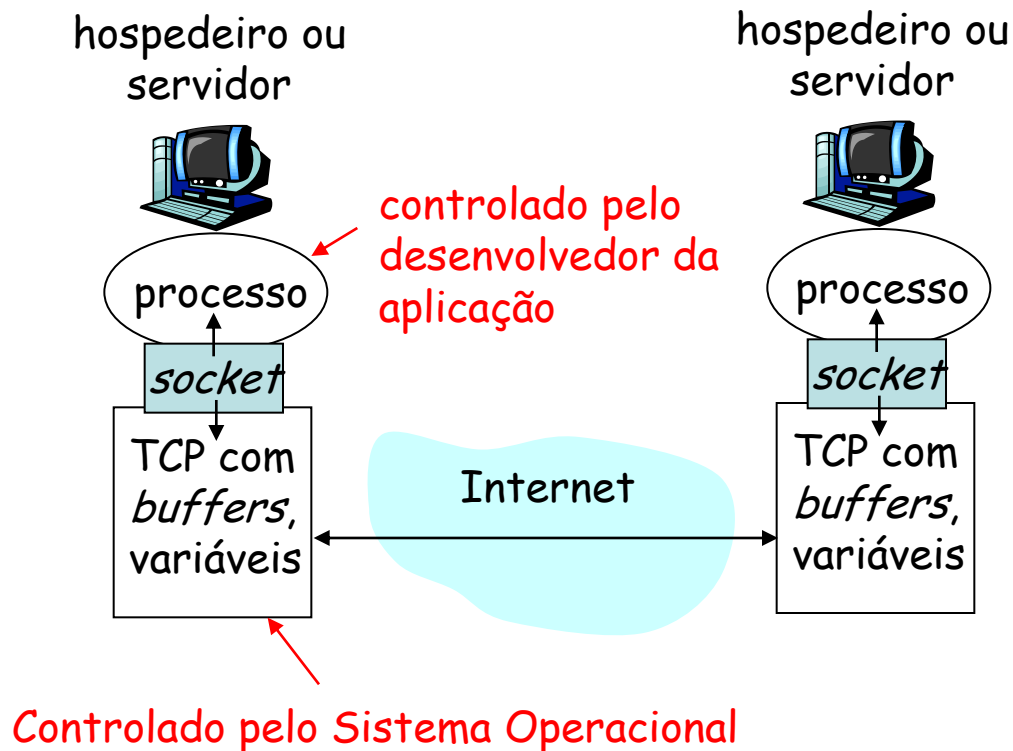 hospedeiro ou
servidor
hospedeiro ou
servidor
controlado pelo
desenvolvedor da
aplicação
processo
processo
socket
socket
TCP com
buffers,
variáveis
Internet
TCP com
buffers,
variáveis
Controlado pelo Sistema Operacional